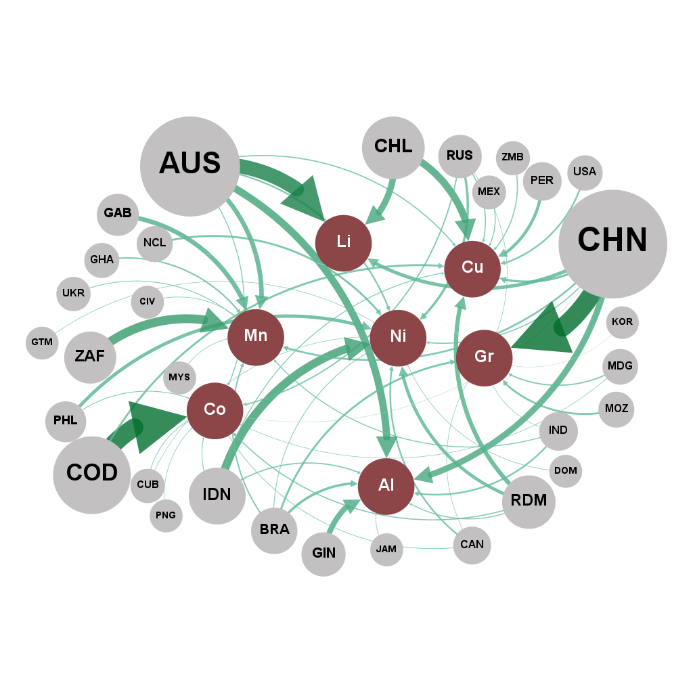 AUS
CHL
RUS
ZMB
PER
MEX
USA
GAB
NCL
Li
CHN
GHA
Cu
UKR
CIV
KOR
GTM
ZAF
Mn
Ni
Gr
MYS
MDG
PHL
Co
MOZ
COD
IND
CUB
IDN
Al
DOM
PNG
BRA
RDM
GIN
JAM
CAN